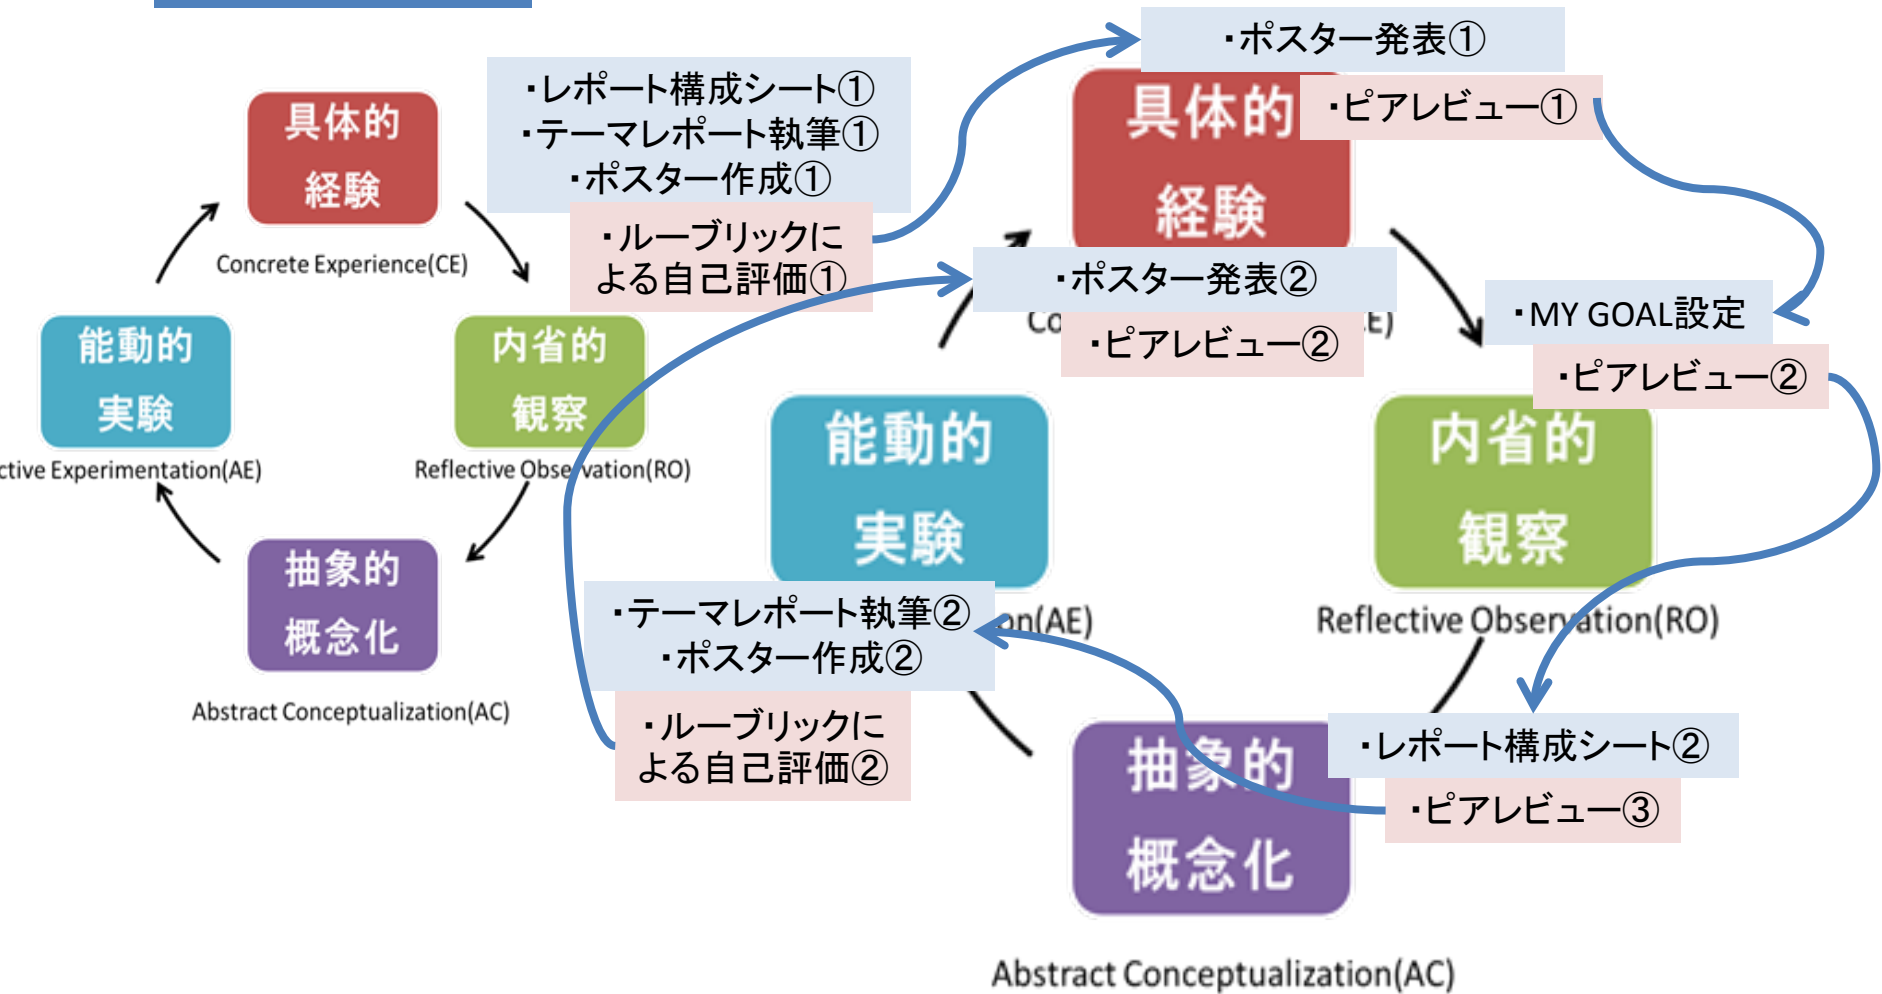 ・レポート構成シート①
・テーマレポート執筆①
・ポスター作成①
・ルーブリックに
よる自己評価①
・ポスター発表①
・ピアレビュー①
具体的
経験
Concrete Experience(CE)
能動的
実験
Experimentation(AE)
内省的
観察
Reflective Observation(RO)
抽象的
概念化
Abstract Conceptualization(AC)
具体的
経験
・ポスター発表②
・ピアレビュー②
・MY GOAL設定
・ピアレビュー②
能動的
実験
(AE)
内省的
観察
Reflective Observation(RO)
・テーマレポート執筆②
・ポスター作成②
・ルーブリックに
よる自己評価②
・レポート構成シート②
・ピアレビュー③
抽象的
概念化
Abstract Conceptualization(AC)